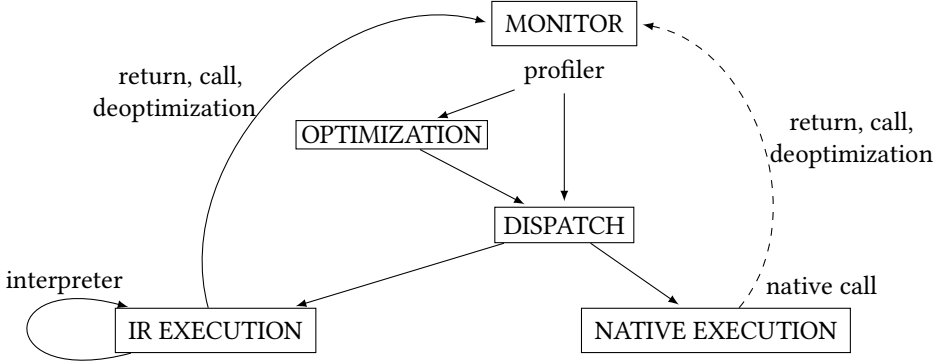 MONITOR
profiler
return, call,
deoptimization
OPTIMIZATION
return, call,
deoptimization
DISPATCH
interpreter
native call
IR EXECUTION
NATIVE EXECUTION